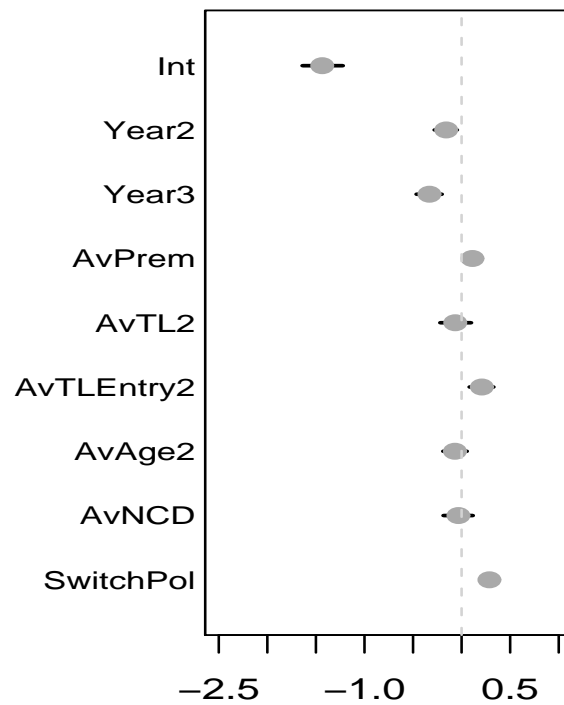 Int
Year2
Year3
AvPrem
AvTL2
AvTLEntry2
AvAge2
AvNCD
SwitchPol
−2.5 −1.0 0.5